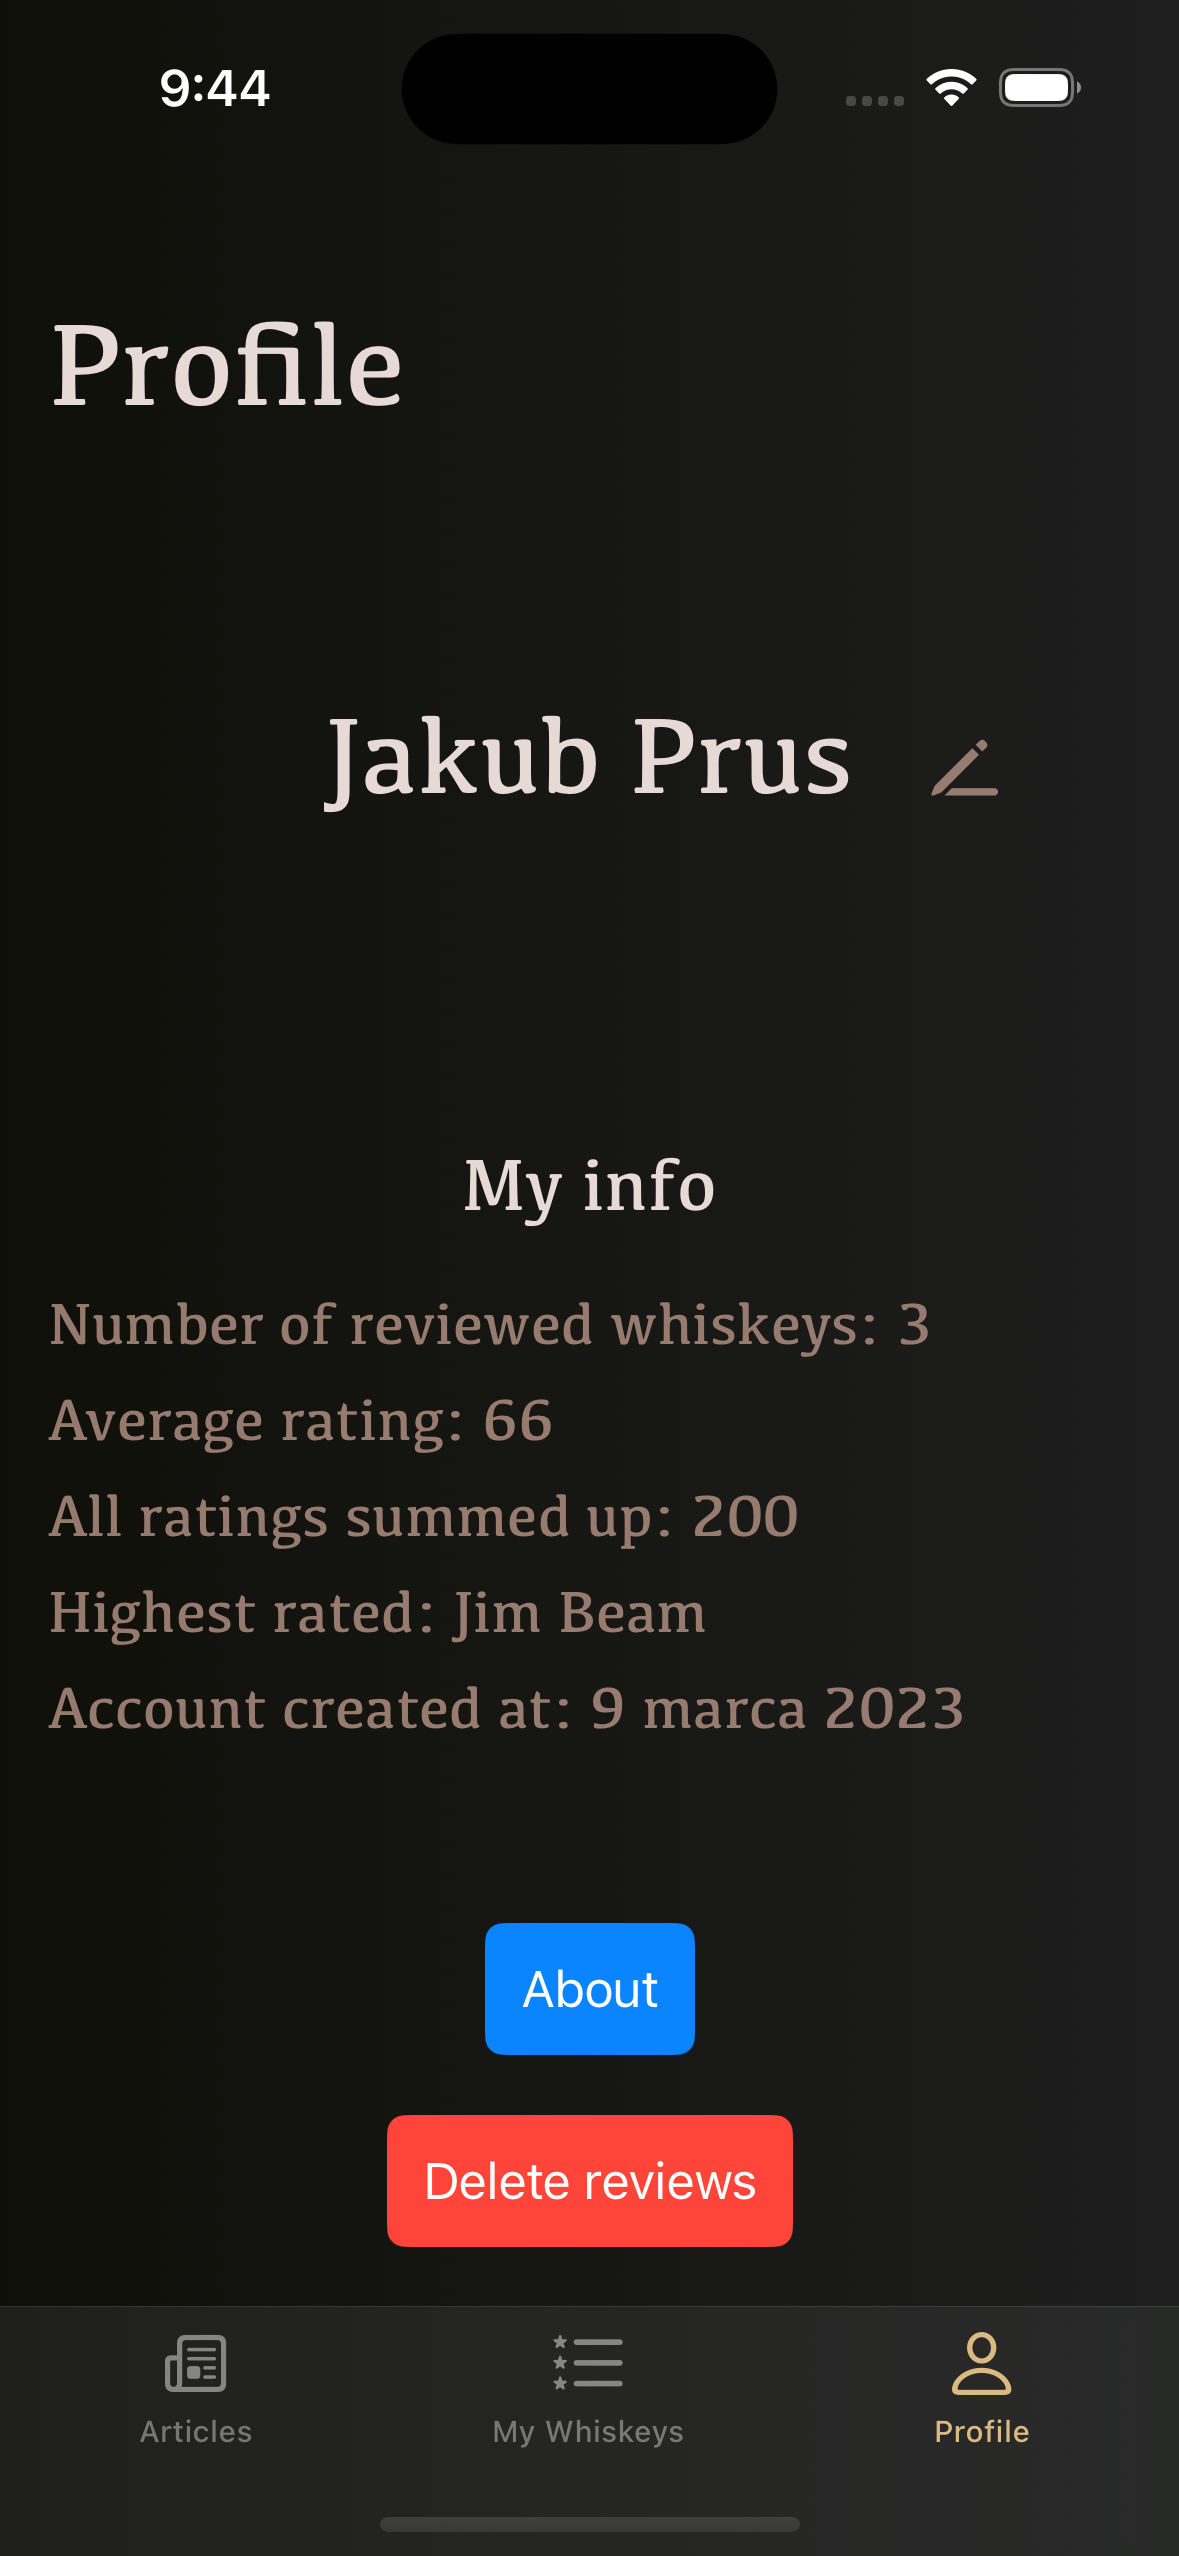 9:44
Profile
Jakub Prus
My info
Number of reviewed whiskeys: 3
Average rating: 66
All ratings summed up: 200
Highest rated: Jim Beam
Account created at: 9 marca 2023
About
Delete reviews
Articles
My Whiskeys
Profile